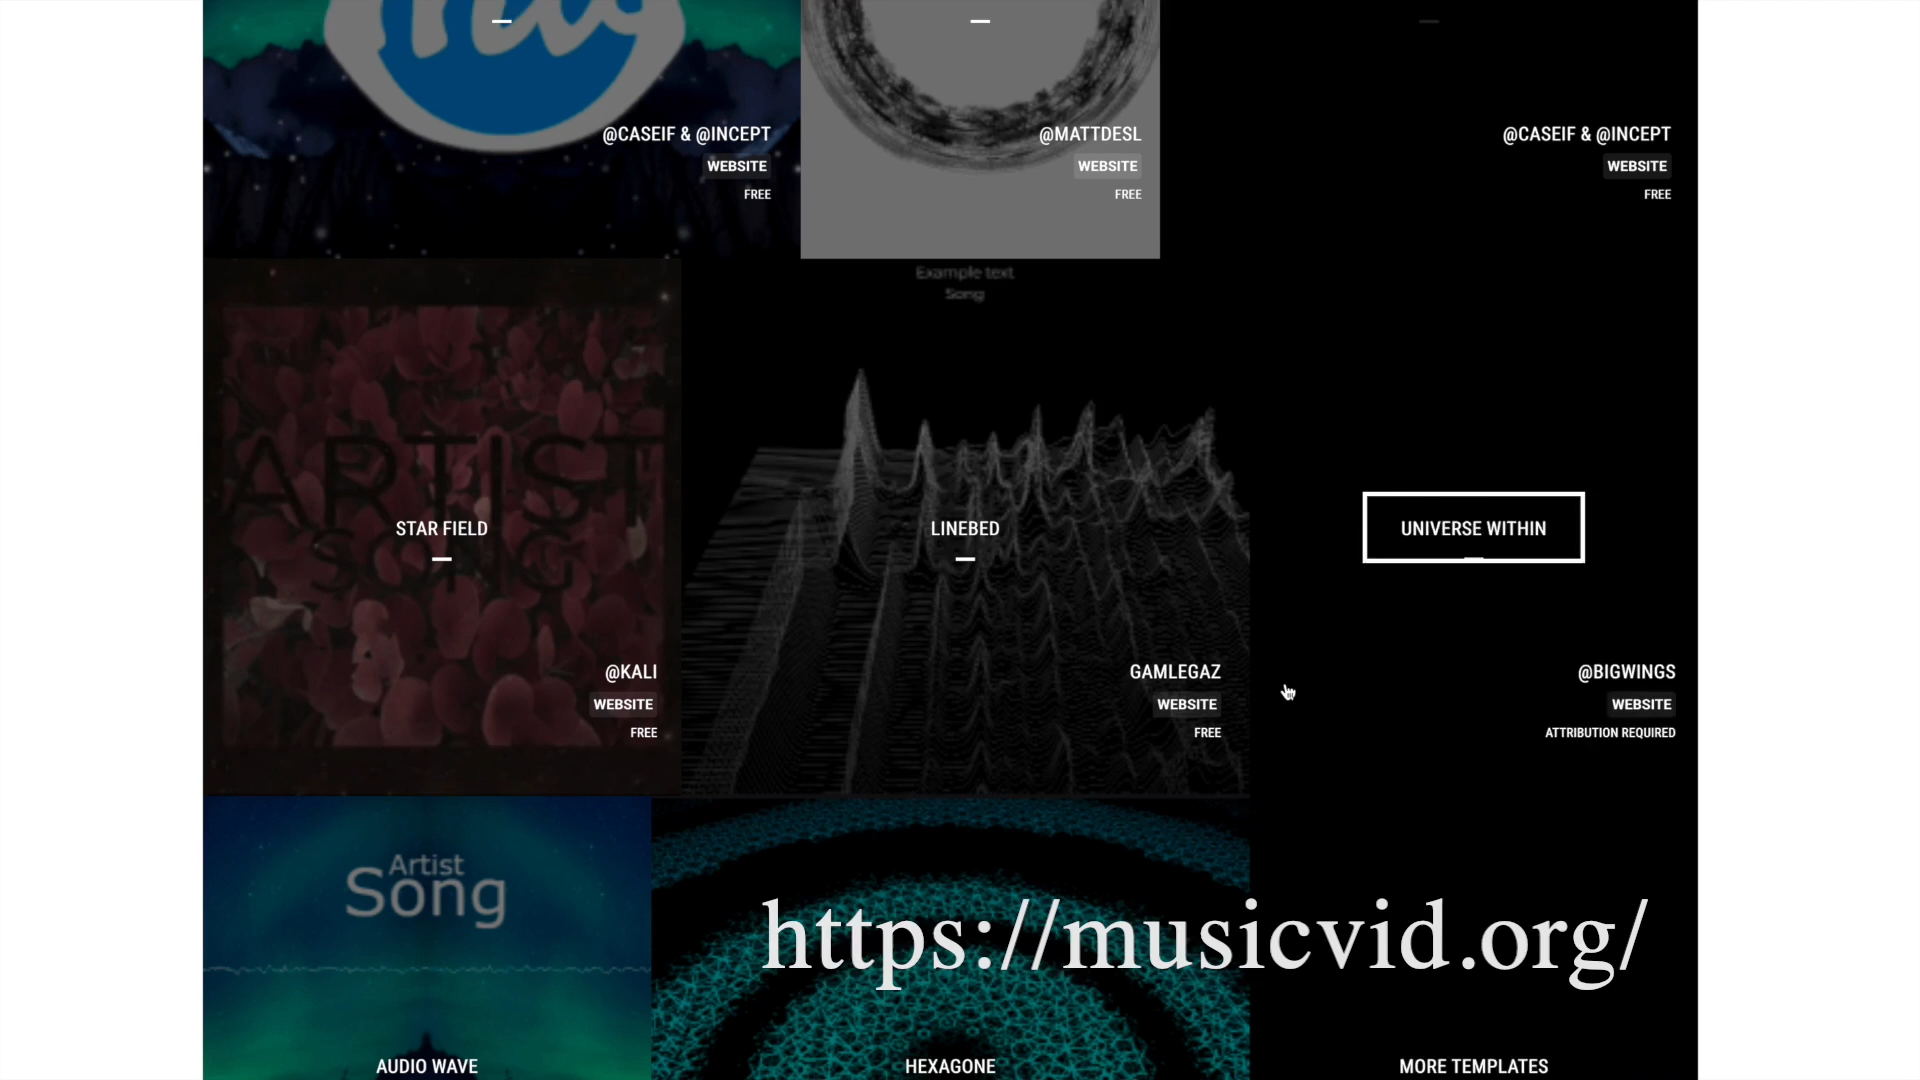 @CASEIF & @INCEPT
WEBSITE
FREE
@MATTDESL
WEBSITE
FREE
@CASEIF & @INCEPT
WEBSITE
FREE
ARTIST
SONG
STAR FIELD
@KALI
WEBSITE
FREE
Example text
Song
LINEBED
GAMLEGAZ
WEBSITE
FREE
UNIVERSE WITHIN
@BIGWINGS
WEBSITE
ATTRIBUTION REQUIRED
Artist
Song
AUDIO WAVE
HEXAGONE
https://musicvid.org/
MORE TEMPLATES